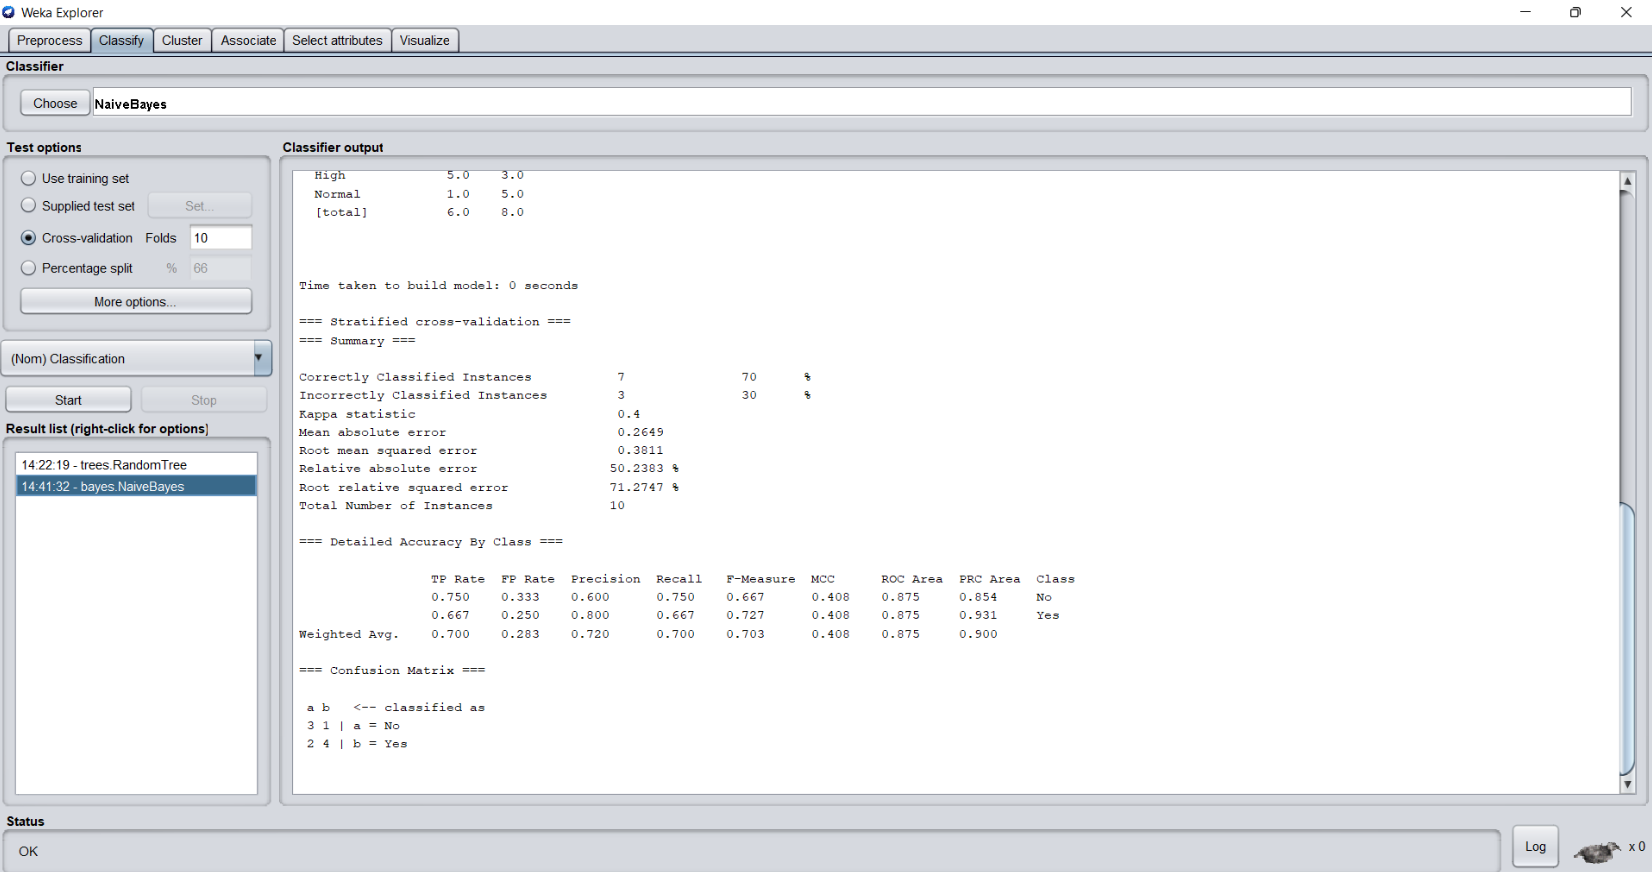 Weka Explorer
Preprocess Classify Cluster Associate Select attributes Visualize
Classifier
Choose NaiveBayes
Test options
Use training set
Supplied test set Set...
Cross-validation Folds 10
Percentage split % 66
More options...
(Nom) Classification
Start Stop
Result list (right-click for options)
14:22:19 - trees.RandomTree
14:41:32 - bayes.NaiveBayes
Classifier output
High 5.0 3.0
Normal 1.0 5.0
[total] 6.0 8.0
Time taken to build model: 0 seconds
=== Stratified cross-validation ===
=== Summary ===
Correctly Classified Instances 7 70 %
Incorrectly Classified Instances 3 30 %
Kappa statistic 0.4
Mean absolute error 0.2649
Root mean squared error 0.3811
Relative absolute error 50.2383 %
Root relative squared error 71.2747 %
Total Number of Instances 10
=== Detailed Accuracy By Class ===
TP Rate FP Rate Precision Recall F-Measure MCC ROC Area PRC Area Class
0.750 0.333 0.600 0.750 0.667 0.408 0.875 0.854 No
0.667 0.250 0.800 0.667 0.727 0.408 0.875 0.931 Yes
Weighted Avg. 0.700 0.283 0.720 0.700 0.703 0.408 0.875 0.900
=== Confusion Matrix ===
a b <-- classified as
3 1 | a = No
2 4 | b = Yes
Status
OK
Log x 0